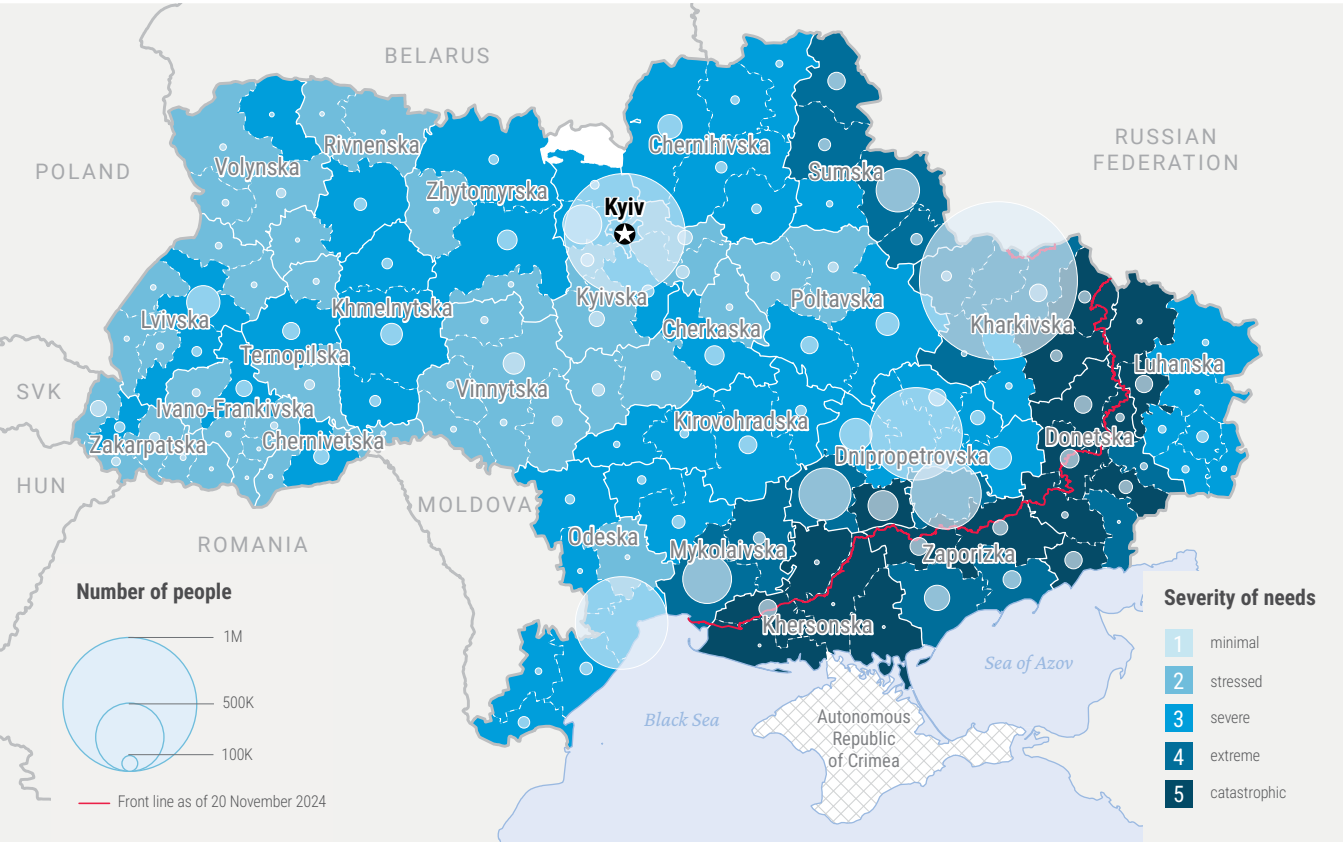 BELARUS
RUSSIAN
FEDERATION
POLAND
Volynska
Rivnenska
Zhytomyrska
Chernihivska
Sumska
Kyiv
Kyivska
Khmelnytska
Lvivska
Ternopilska
Cherkaska
Poltavska
Kharkivska
Luhanska
SVK
Ivano-Frankivska
Vinnytska
Zakarpatska
Chernivetska
Kirovohradska
Dnipropetrovska
Donetska
HUN
MOLDOVA
ROMANIA
Odeska
Mykolaivska
Zaporizka
Khersonska
Sea of Azov
Black Sea
Autonomous
Republic
of Crimea
Number of people
1M
500K
100K
Front line as of 20 November 2024
Severity of needs
1 minimal
2 stressed
3 severe
4 extreme
5 catastrophic